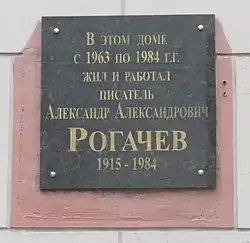 В этом доме
с 1963 по 1984 г.г.
жил и работал
писатель
Александр Александрович
Рогачев
1915 - 1984